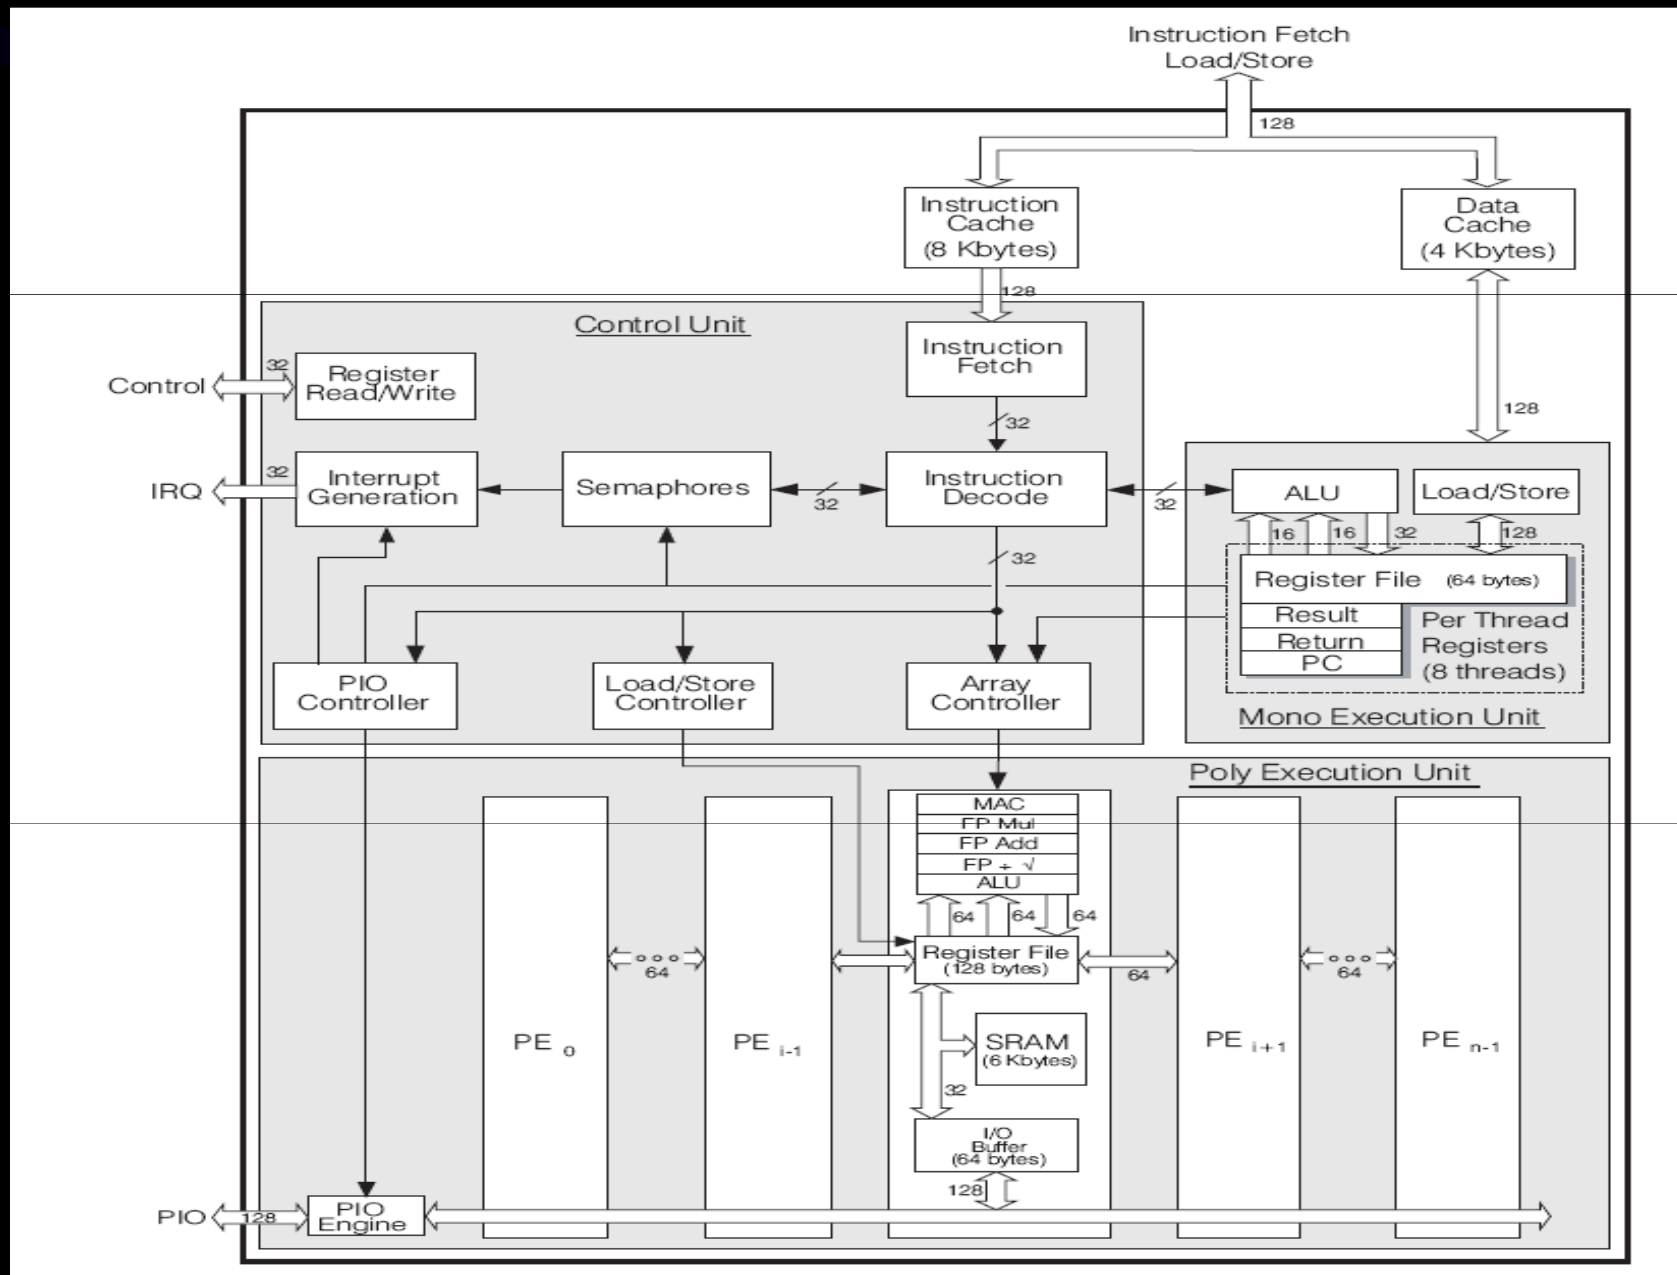 Instruction Fetch
Load/Store
128
Instruction
Cache
(8 Kbytes)
Data
Cache
(4 Kbytes)
128
Control Unit
Instruction
Fetch
Control
32
Register
Read/Write
32
128
IRQ
32
Interrupt
Generation
Semaphores
32
Instruction
Decode
32
ALU
Load/Store
16
16
32
128
32
Register File (64 bytes)
Result
Return
PC
Per Thread
Registers
(8 threads)
Mono Execution Unit
PIO
Controller
Load/Store
Controller
Array
Controller
Poly Execution Unit
MAC
FP Mul
FP Add
FP ÷ √
ALU
64
64
64
Register File
(128 bytes)
64
64
64
PE 0
PE i-1
SRAM
(6 Kbytes)
32
PE i+1
PE n-1
I/O
Buffer
(64 bytes)
128
PIO
128
PIO
Engine